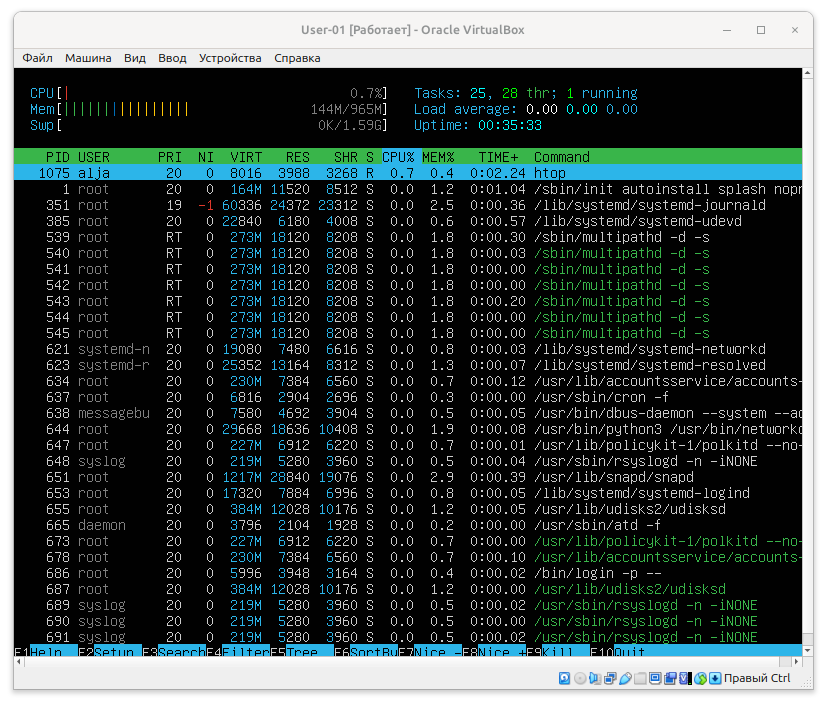 User-01 [Работает] - Oracle VirtualBox
Файл Машина Вид Ввод Устройства Справка
CPU[| 0.7%] Tasks: 25, 28 thr; 1 running
Mem[||||||||||||||||| 144M/965M] Load average: 0.00 0.00 0.00
Swp[ 0K/1.59G] Uptime: 00:35:33
PID USER PRI NI VIRT RES SHR S CPU% MEM% TIME+ Command
1075 alja 20 0 8016 3988 3268 R 0.7 0.4 0:02.24 htop
1 root 20 0 164M 11520 8512 S 0.0 1.2 0:01.04 /sbin/init autoinstall splash nopr
351 root 19 -1 60336 24372 23312 S 0.0 2.5 0:00.36 /lib/systemd/systemd-journald
385 root 20 0 22840 6180 4008 S 0.0 0.6 0:00.57 /lib/systemd/systemd-udevd
539 root RT 0 273M 18120 8208 S 0.0 1.8 0:00.30 /sbin/multipathd -d -s
540 root RT 0 273M 18120 8208 S 0.0 1.8 0:00.03 /sbin/multipathd -d -s
541 root RT 0 273M 18120 8208 S 0.0 1.8 0:00.00 /sbin/multipathd -d -s
542 root RT 0 273M 18120 8208 S 0.0 1.8 0:00.00 /sbin/multipathd -d -s
543 root RT 0 273M 18120 8208 S 0.0 1.8 0:00.20 /sbin/multipathd -d -s
544 root RT 0 273M 18120 8208 S 0.0 1.8 0:00.00 /sbin/multipathd -d -s
545 root RT 0 273M 18120 8208 S 0.0 1.8 0:00.00 /sbin/multipathd -d -s
621 systemd-n 20 0 19080 7480 6616 S 0.0 0.8 0:00.03 /lib/systemd/systemd-networkd
623 systemd-r 20 0 25352 13164 8312 S 0.0 1.3 0:00.07 /lib/systemd/systemd-resolved
634 root 20 0 230M 7384 6560 S 0.0 0.7 0:00.12 /usr/lib/accountsservice/accounts-
637 root 20 0 6816 2904 2696 S 0.0 0.3 0:00.00 /usr/sbin/cron -f
638 messagebu 20 0 7580 4692 3904 S 0.0 0.5 0:00.05 /usr/bin/dbus-daemon --system --ad
644 root 20 0 29668 18636 10408 S 0.0 1.9 0:00.08 /usr/bin/python3 /usr/bin/networkd
647 root 20 0 227M 6912 6220 S 0.0 0.7 0:00.01 /usr/lib/policykit-1/polkitd --no-
648 syslog 20 0 219M 5280 3960 S 0.0 0.5 0:00.04 /usr/sbin/rsyslogd -n -iNONE
651 root 20 0 1217M 28840 19076 S 0.0 2.9 0:00.39 /usr/lib/snapd/snapd
653 root 20 0 17320 7884 6996 S 0.0 0.8 0:00.05 /lib/systemd/systemd-logind
655 root 20 0 384M 12028 10176 S 0.0 1.2 0:00.05 /usr/lib/udisks2/udisksd
665 daemon 20 0 3796 2104 1928 S 0.0 0.2 0:00.00 /usr/sbin/atd -f
673 root 20 0 227M 6912 6220 S 0.0 0.7 0:00.00 /usr/lib/policykit-1/polkitd --no-
678 root 20 0 230M 7384 6560 S 0.0 0.7 0:00.10 /usr/lib/accountsservice/accounts-
686 root 20 0 5996 3948 3164 S 0.0 0.4 0:00.02 /bin/login -p --
687 root 20 0 384M 12028 10176 S 0.0 1.2 0:00.00 /usr/lib/udisks2/udisksd
689 syslog 20 0 219M 5280 3960 S 0.0 0.5 0:00.02 /usr/sbin/rsyslogd -n -iNONE
690 syslog 20 0 219M 5280 3960 S 0.0 0.5 0:00.00 /usr/sbin/rsyslogd -n -iNONE
691 syslog 20 0 219M 5280 3960 S 0.0 0.5 0:00.02 /usr/sbin/rsyslogd -n -iNONE
F1Help F2Setup F3SearchF4FilterF5Tree F6SortByF7Nice -F8Nice +F9Kill F10Quit
Правый Ctrl